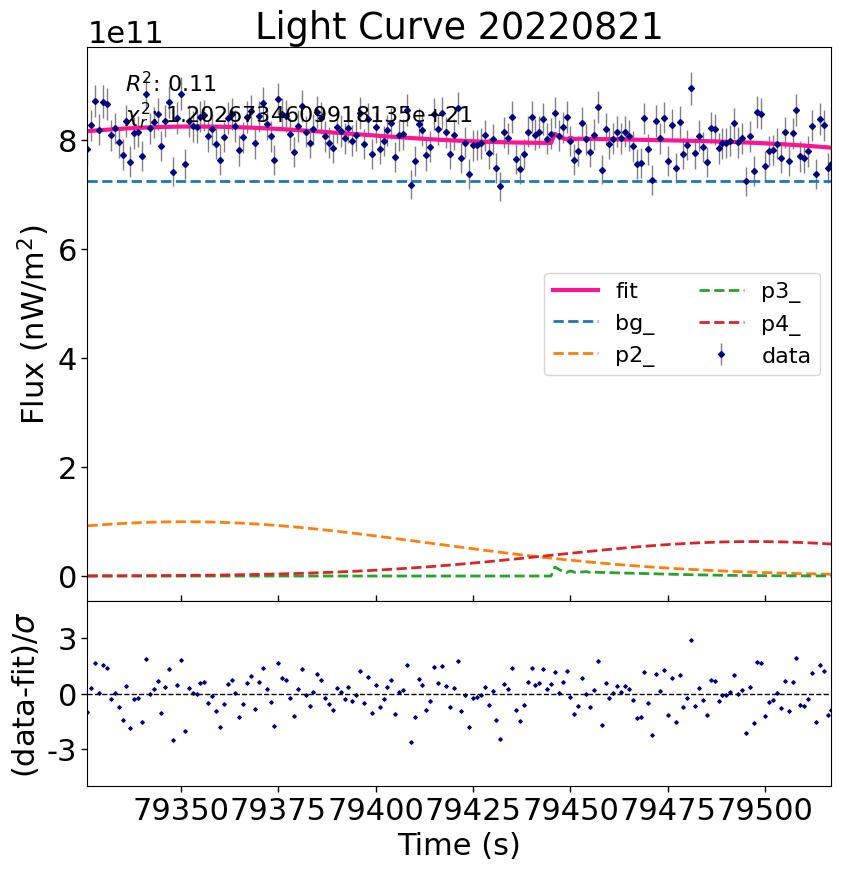 Light Curve 20220821
1e11
R²: 0.11
χ²ᵣ: 1.2026734609918135e+21
8
6
4
2
0
Flux (nW/m²)
fit
bg_
p2_
p3_
p4_
data
3
0
-3
(data-fit)/σ
79350 79375 79400 79425 79450 79475 79500
Time (s)